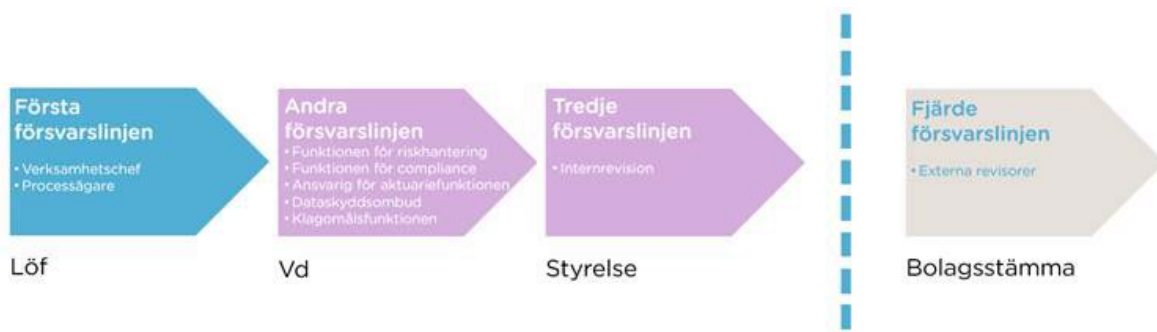 Första
försvarslinjen
• Verksamhetschef
• Processägare
Löf
Andra
försvarslinjen
• Funktionen för riskhantering
• Funktionen för compliance
• Ansvarig för aktuariefunktionen
• Dataskyddsombud
• Klagomålsfunktionen
Vd
Tredje
försvarslinjen
• Internrevision
Styrelse
Fjärde
försvarslinjen
• Externa revisorer
Bolagsstämma